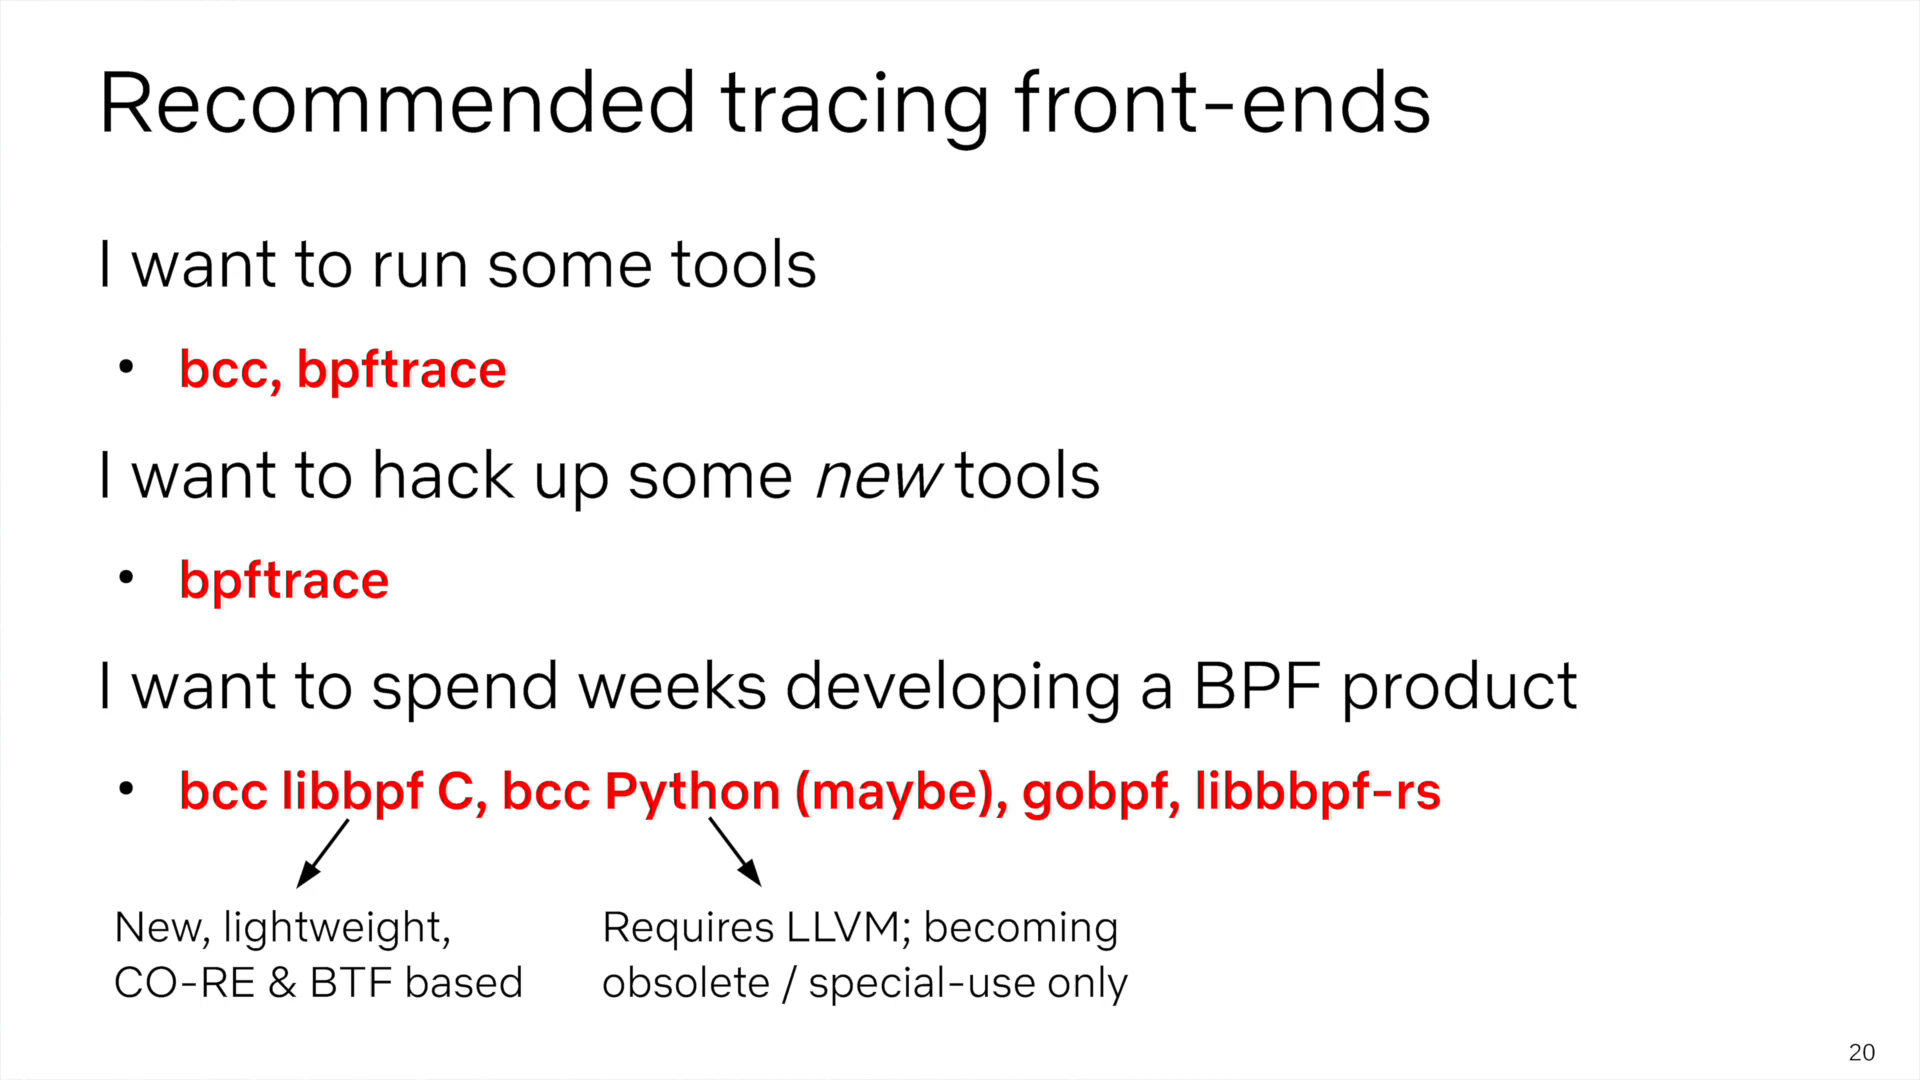 Recommended tracing front-ends
I want to run some tools
• bcc, bpftrace
I want to hack up some new tools
• bpftrace
I want to spend weeks developing a BPF product
• bcc libbpf C, bcc Python (maybe), gobpf, libbbpf-rs
New, lightweight,
CO-RE & BTF based
Requires LLVM; becoming
obsolete / special-use only
20